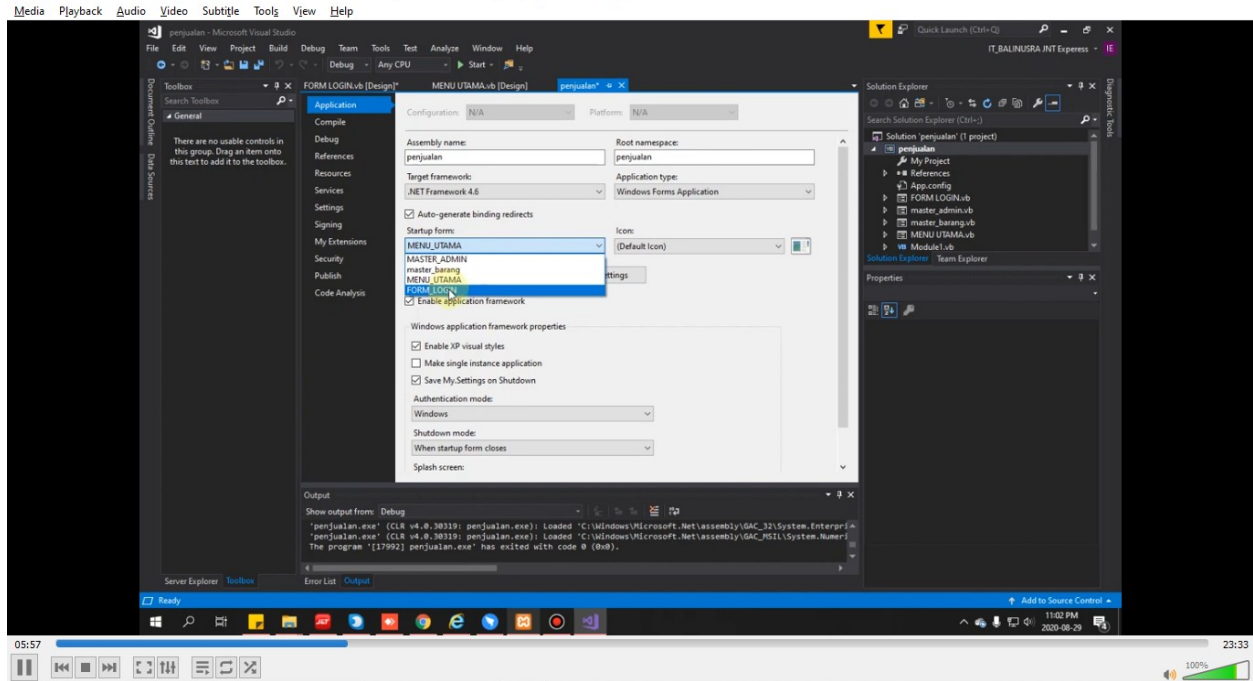 Media Playback Audio Video Subtitle Tools View Help
penjualan - Microsoft Visual Studio
Quick Launch (Ctrl+Q)
File Edit View Project Build Debug Team Tools Test Analyze Window Help
IT_BALINUSRA JNT Experess IE
Debug Any CPU Start
Document Outline
Data Sources
Toolbox
Search Toolbox
General
There are no usable controls in
this group. Drag an item onto
this text to add it to the toolbox.
FORM LOGIN.vb [Design]* MENU UTAMA.vb [Design] penjualan*
Application
Compile
Debug
References
Resources
Services
Settings
Signing
My Extensions
Security
Publish
Code Analysis
Configuration: N/A Platform: N/A
Assembly name: Root namespace:
penjualan penjualan
Target framework: Application type:
.NET Framework 4.6 Windows Forms Application
Auto-generate binding redirects
Startup form: Icon:
MENU_UTAMA (Default Icon)
MASTER_ADMIN
master_barang
MENU_UTAMA
FORM_LOGIN
Enable application framework
Windows application framework properties
Enable XP visual styles
Make single instance application
Save My.Settings on Shutdown
Authentication mode:
Windows
Shutdown mode:
When startup form closes
Splash screen:
Solution Explorer
Search Solution Explorer (Ctrl+;)
Solution 'penjualan' (1 project)
penjualan
My Project
References
App.config
FORM LOGIN.vb
master_admin.vb
master_barang.vb
MENU UTAMA.vb
Module1.vb
Solution Explorer Team Explorer
Properties
Diagnostic Tools
Output
Show output from: Debug
'penjualan.exe' (CLR v4.0.30319: penjualan.exe): Loaded 'C:\Windows\Microsoft.Net\assembly\GAC_32\System.Enterpri
'penjualan.exe' (CLR v4.0.30319: penjualan.exe): Loaded 'C:\Windows\Microsoft.Net\assembly\GAC_MSIL\System.Numeri
The program '[17992] penjualan.exe' has exited with code 0 (0x0).
Server Explorer Toolbox Error List Output
Ready Add to Source Control
11:02 PM
2020-08-29
05:57 23:33
100%